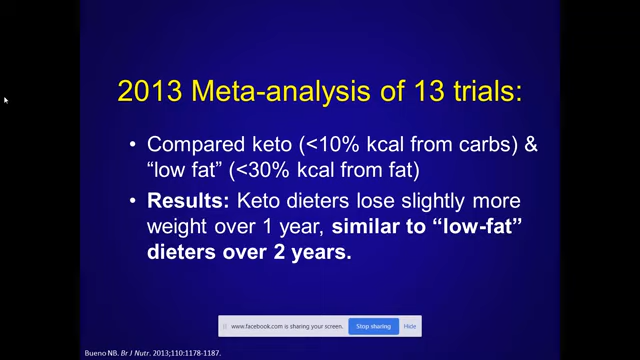 2013 Meta-analysis of 13 trials:
• Compared keto (<10% kcal from carbs) &
“low fat” (<30% kcal from fat)
• Results: Keto dieters lose slightly more
weight over 1 year, similar to “low-fat”
dieters over 2 years.
www.facebook.com is sharing your screen. Stop sharing Hide
Bueno NB. Br J Nutr. 2013;110:1178-1187.